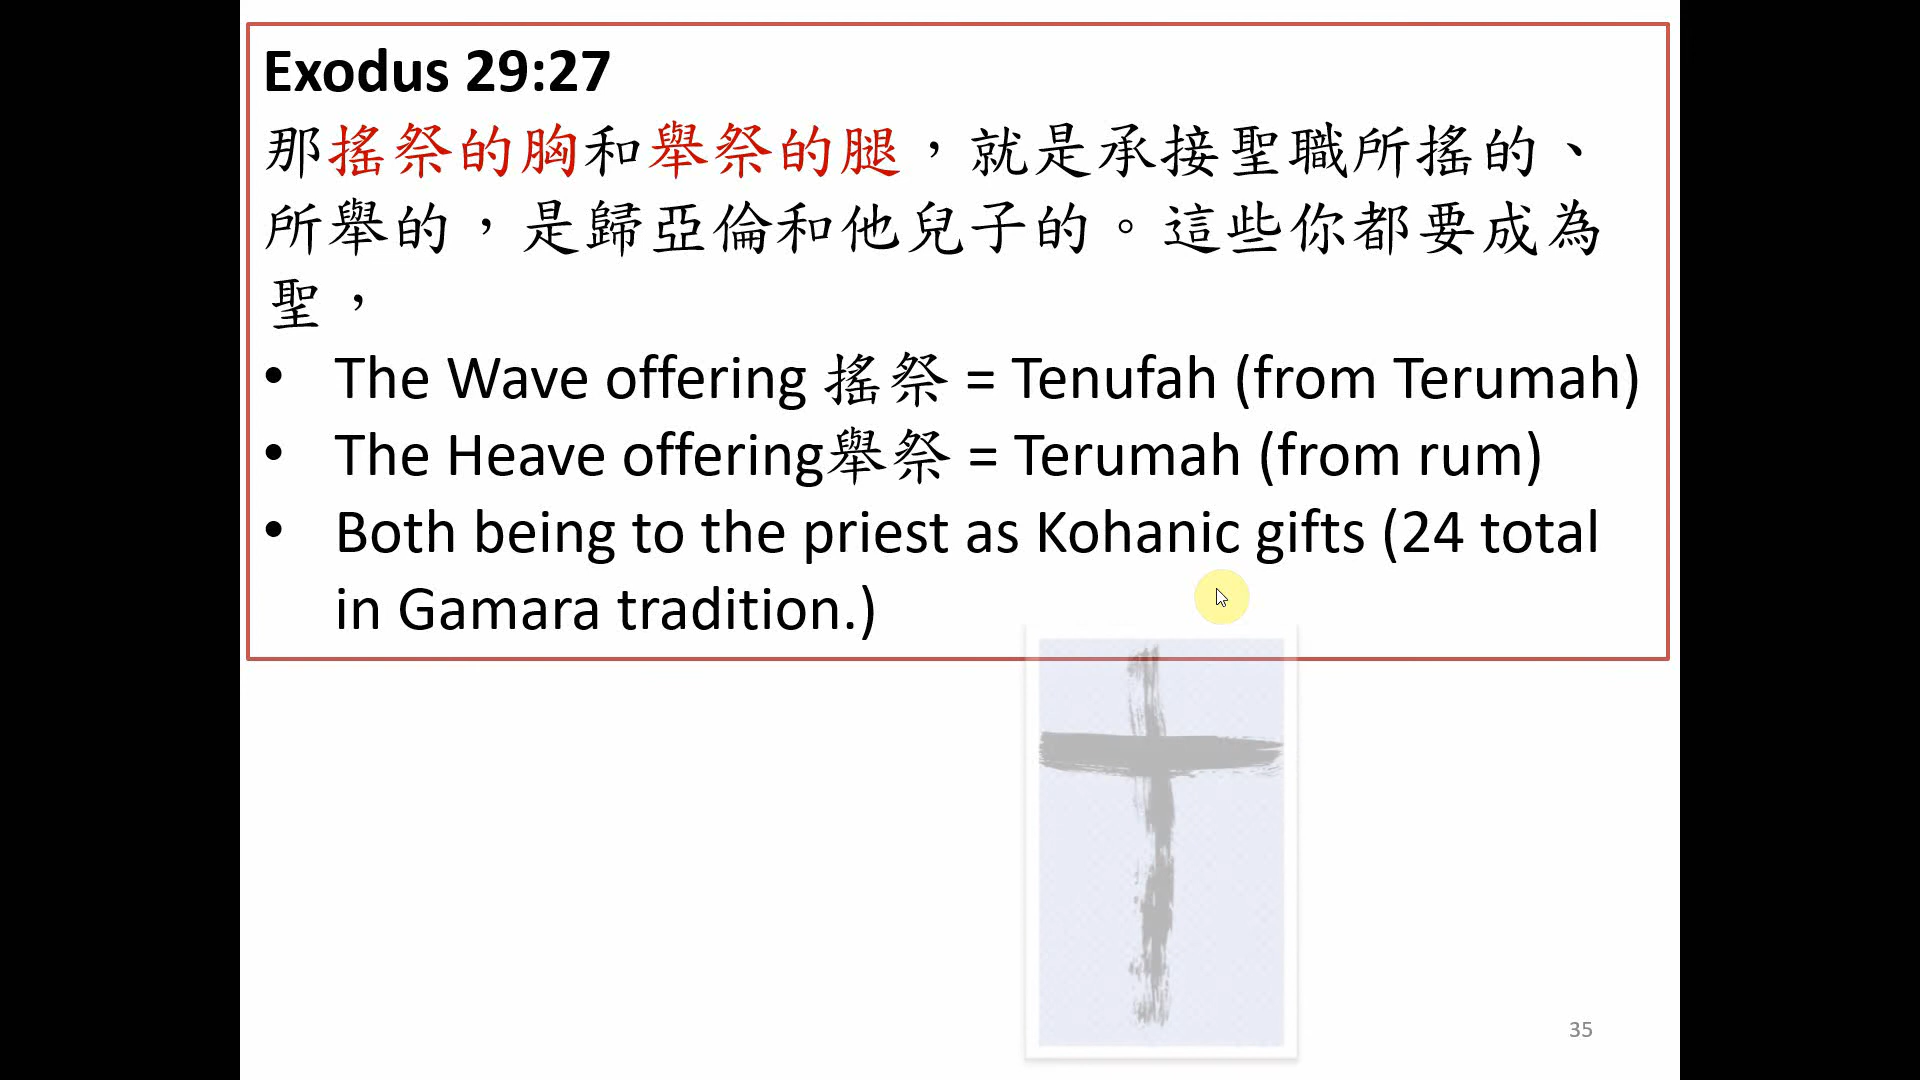 Exodus 29:27
那搖祭的胸和舉祭的腿，就是承接聖職所搖的、
所舉的，是歸亞倫和他兒子的。這些你都要成為
聖，
• The Wave offering 搖祭 = Tenufah (from Terumah)
• The Heave offering舉祭 = Terumah (from rum)
• Both being to the priest as Kohanic gifts (24 total
in Gamara tradition.)
35